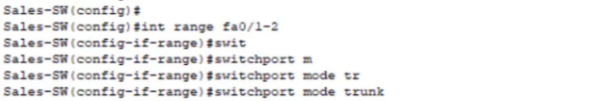 Sales-SW(config)#
Sales-SW(config)#int range fa0/1-2
Sales-SW(config-if-range)#swit
Sales-SW(config-if-range)#switchport m
Sales-SW(config-if-range)#switchport mode tr
Sales-SW(config-if-range)#switchport mode trunk